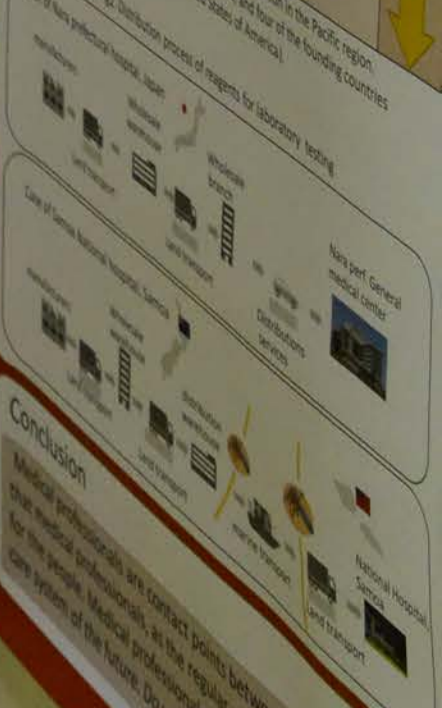 in the Pacific region,
and four of the founding countries
States of America).
Distribution process of reagents for laboratory testing
of Nara prefectural hospital, Japan
manufacturer
Land transport
Wholesale
warehouse
Land transport
Wholesale
branch
Distributions
services
Nara perf. General
medical center
Case of Samoa National hospital, Samoa
manufacturer
Land transport
Wholesale
warehouse
Land transport
distribution
warehouse
marine transport
Land transport
National Hospital,
Samoa
Conclusion
Medical professionals are contact points
that medical professionals, as the regular
for the people. Medical professional
care system of the future.